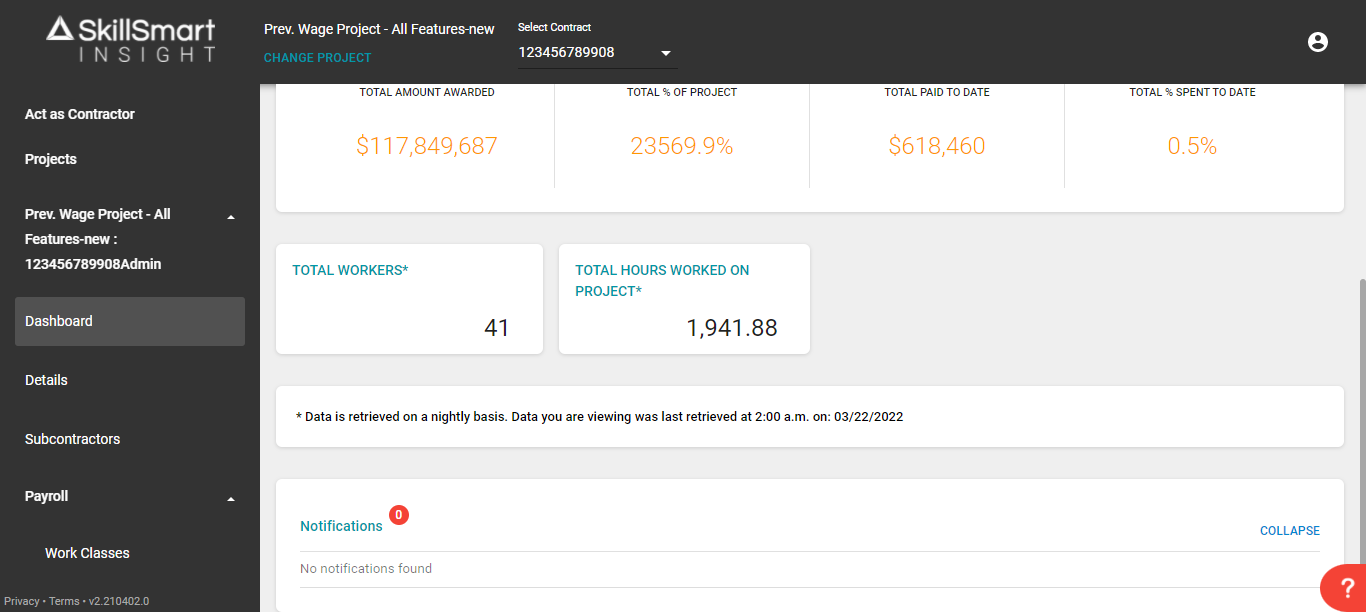 SkillSmart
INSIGHT
Prev. Wage Project - All Features-new
CHANGE PROJECT
Select Contract
123456789908
Act as Contractor
Projects
Prev. Wage Project - All
Features-new :
123456789908Admin
Dashboard
Details
Subcontractors
Payroll
Work Classes
Privacy • Terms • v2.210402.0
TOTAL AMOUNT AWARDED
$117,849,687
TOTAL % OF PROJECT
23569.9%
TOTAL PAID TO DATE
$618,460
TOTAL % SPENT TO DATE
0.5%
TOTAL WORKERS*
41
TOTAL HOURS WORKED ON
PROJECT*
1,941.88
* Data is retrieved on a nightly basis. Data you are viewing was last retrieved at 2:00 a.m. on: 03/22/2022
Notifications 0
COLLAPSE
No notifications found
?